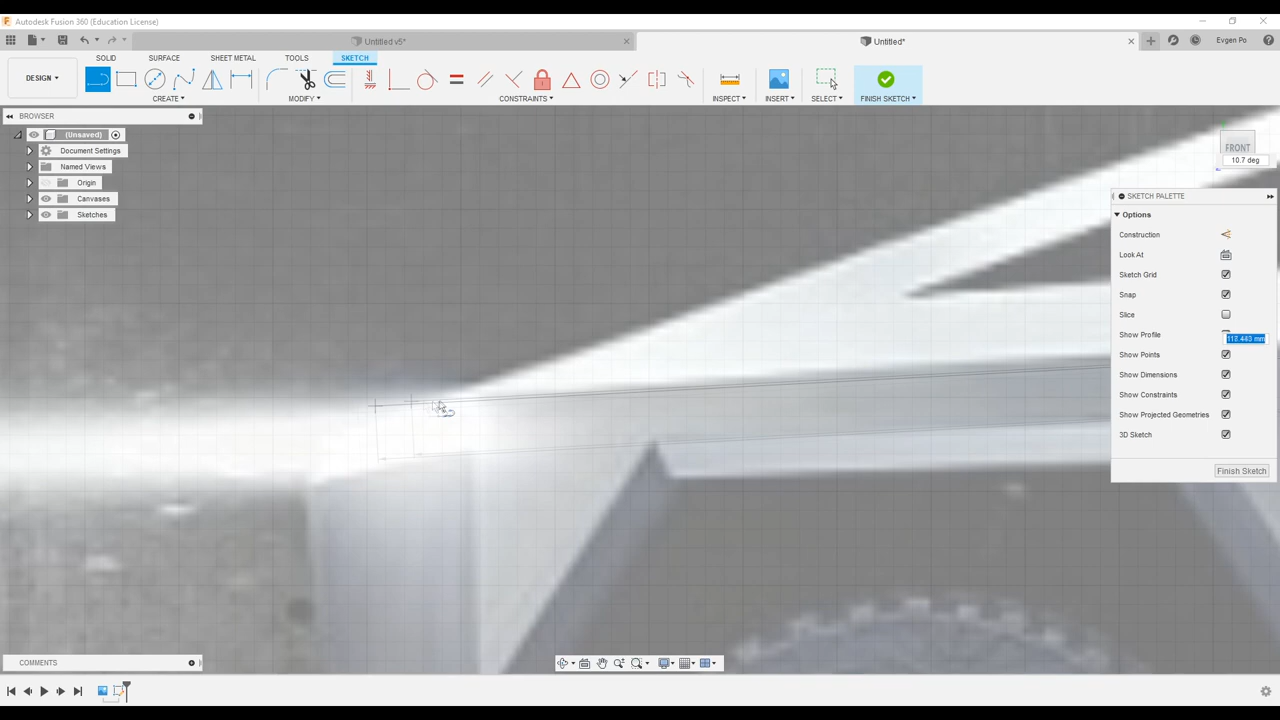 Autodesk Fusion 360 (Education License)
Untitled v5*
Untitled*
Evgen Po
SOLID
SURFACE
SHEET METAL
TOOLS
SKETCH
DESIGN
CREATE
MODIFY
CONSTRAINTS
INSPECT
INSERT
SELECT
FINISH SKETCH
BROWSER
(Unsaved)
Document Settings
Named Views
Origin
Canvases
Sketches
FRONT
10.7 deg
SKETCH PALETTE
Options
Construction
Look At
Sketch Grid
Snap
Slice
Show Profile
118.443 mm
Show Points
Show Dimensions
Show Constraints
Show Projected Geometries
3D Sketch
Finish Sketch
COMMENTS